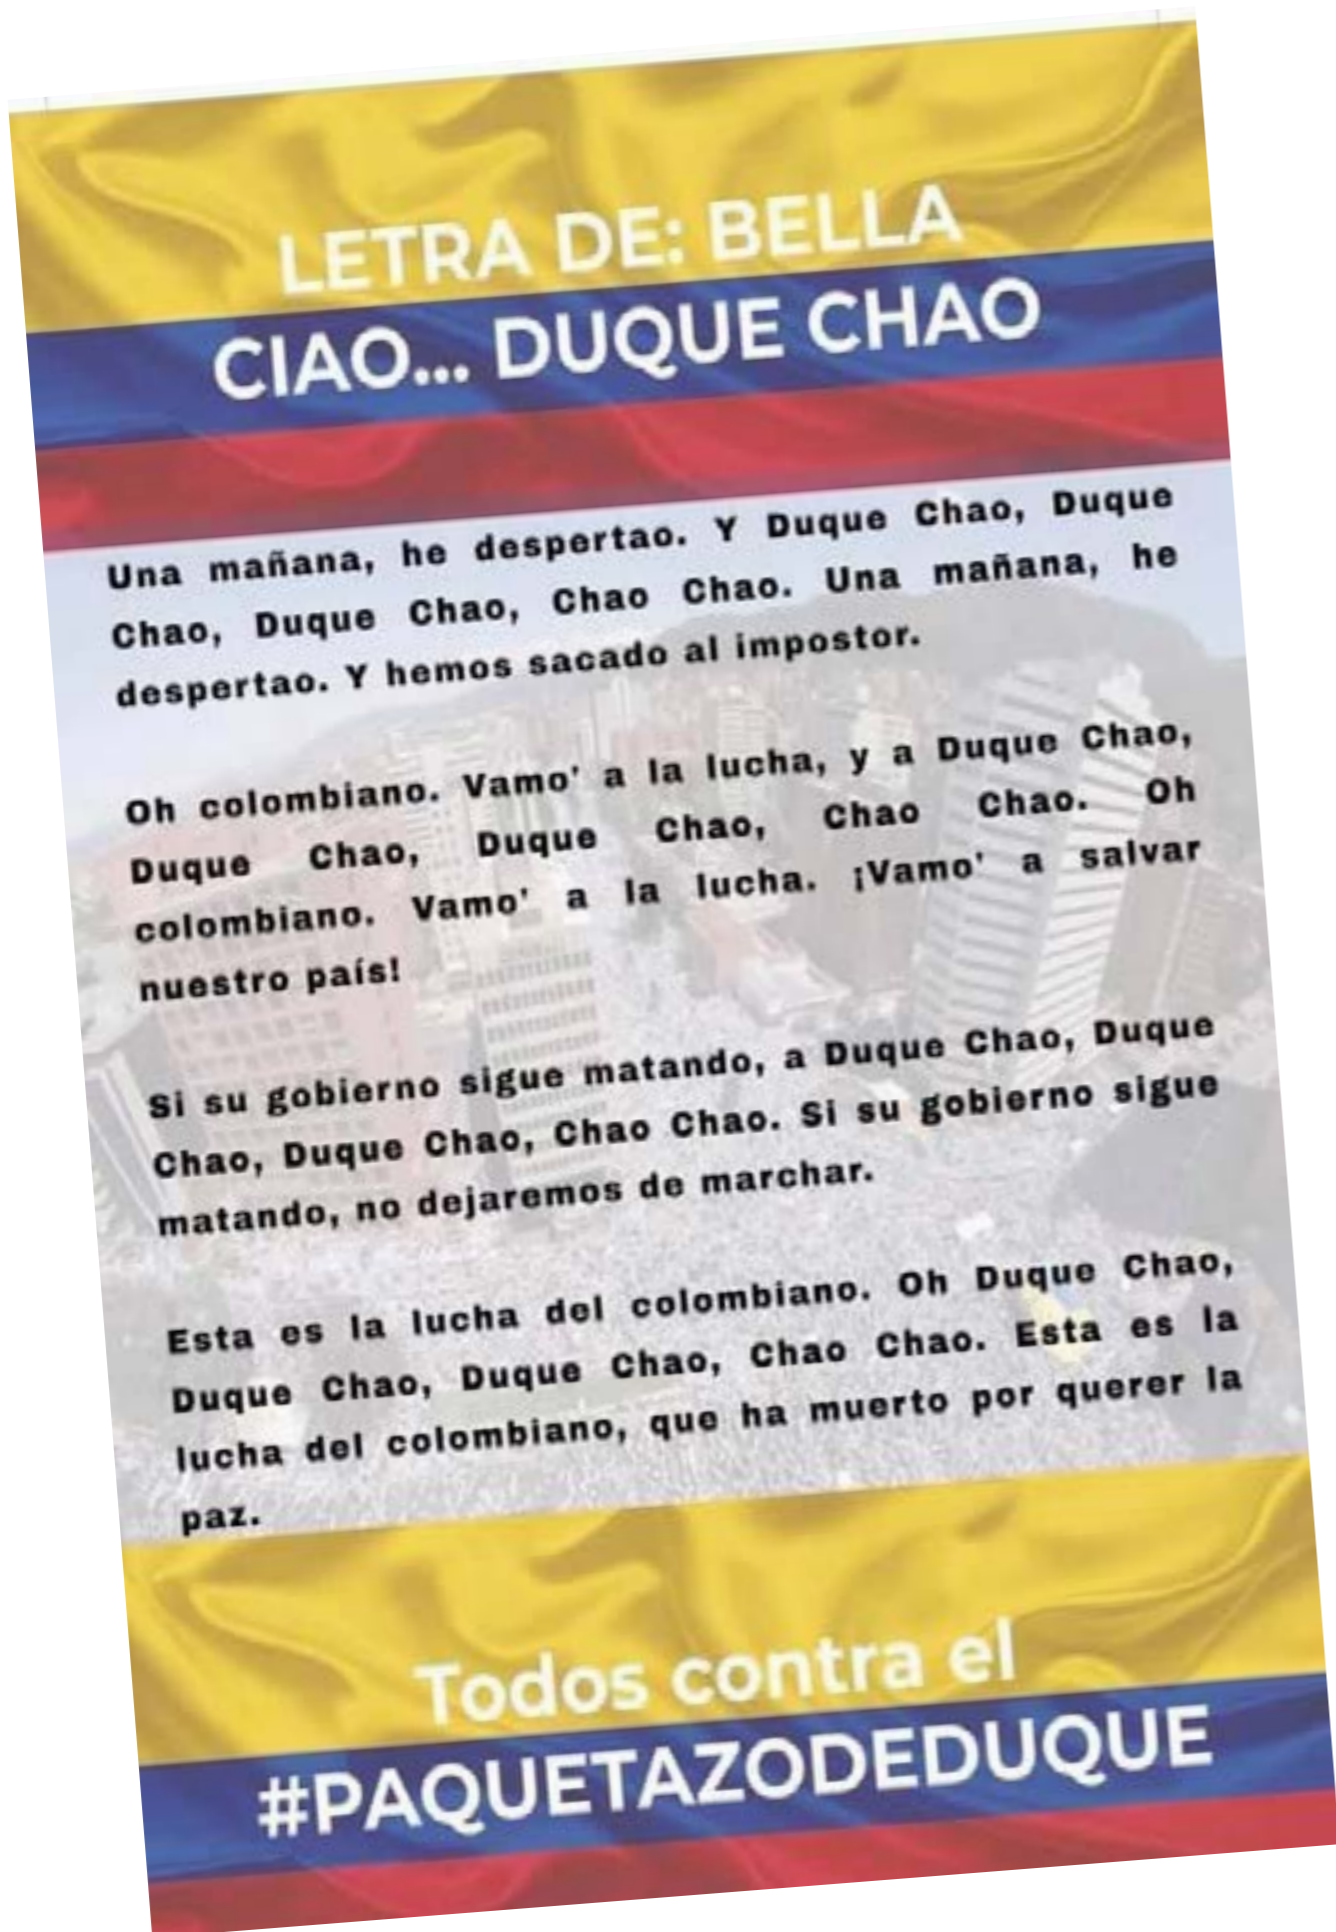 LETRA DE: BELLA
CIAO... DUQUE CHAO
Una mañana, he despertao. Y Duque Chao, Duque
Chao, Duque Chao, Chao Chao. Una mañana, he
despertao. Y hemos sacado al impostor.
Oh colombiano. Vamo' a la lucha, y a Duque Chao,
Duque Chao, Duque Chao, Chao Chao. Oh
colombiano. Vamo' a la lucha. ¡Vamo' a salvar
nuestro país!
Si su gobierno sigue matando, a Duque Chao, Duque
Chao, Duque Chao, Chao Chao. Si su gobierno sigue
matando, no dejaremos de marchar.
Esta es la lucha del colombiano. Oh Duque Chao,
Duque Chao, Duque Chao, Chao Chao. Esta es la
lucha del colombiano, que ha muerto por querer la
paz.
Todos contra el
#PAQUETAZODEDUQUE